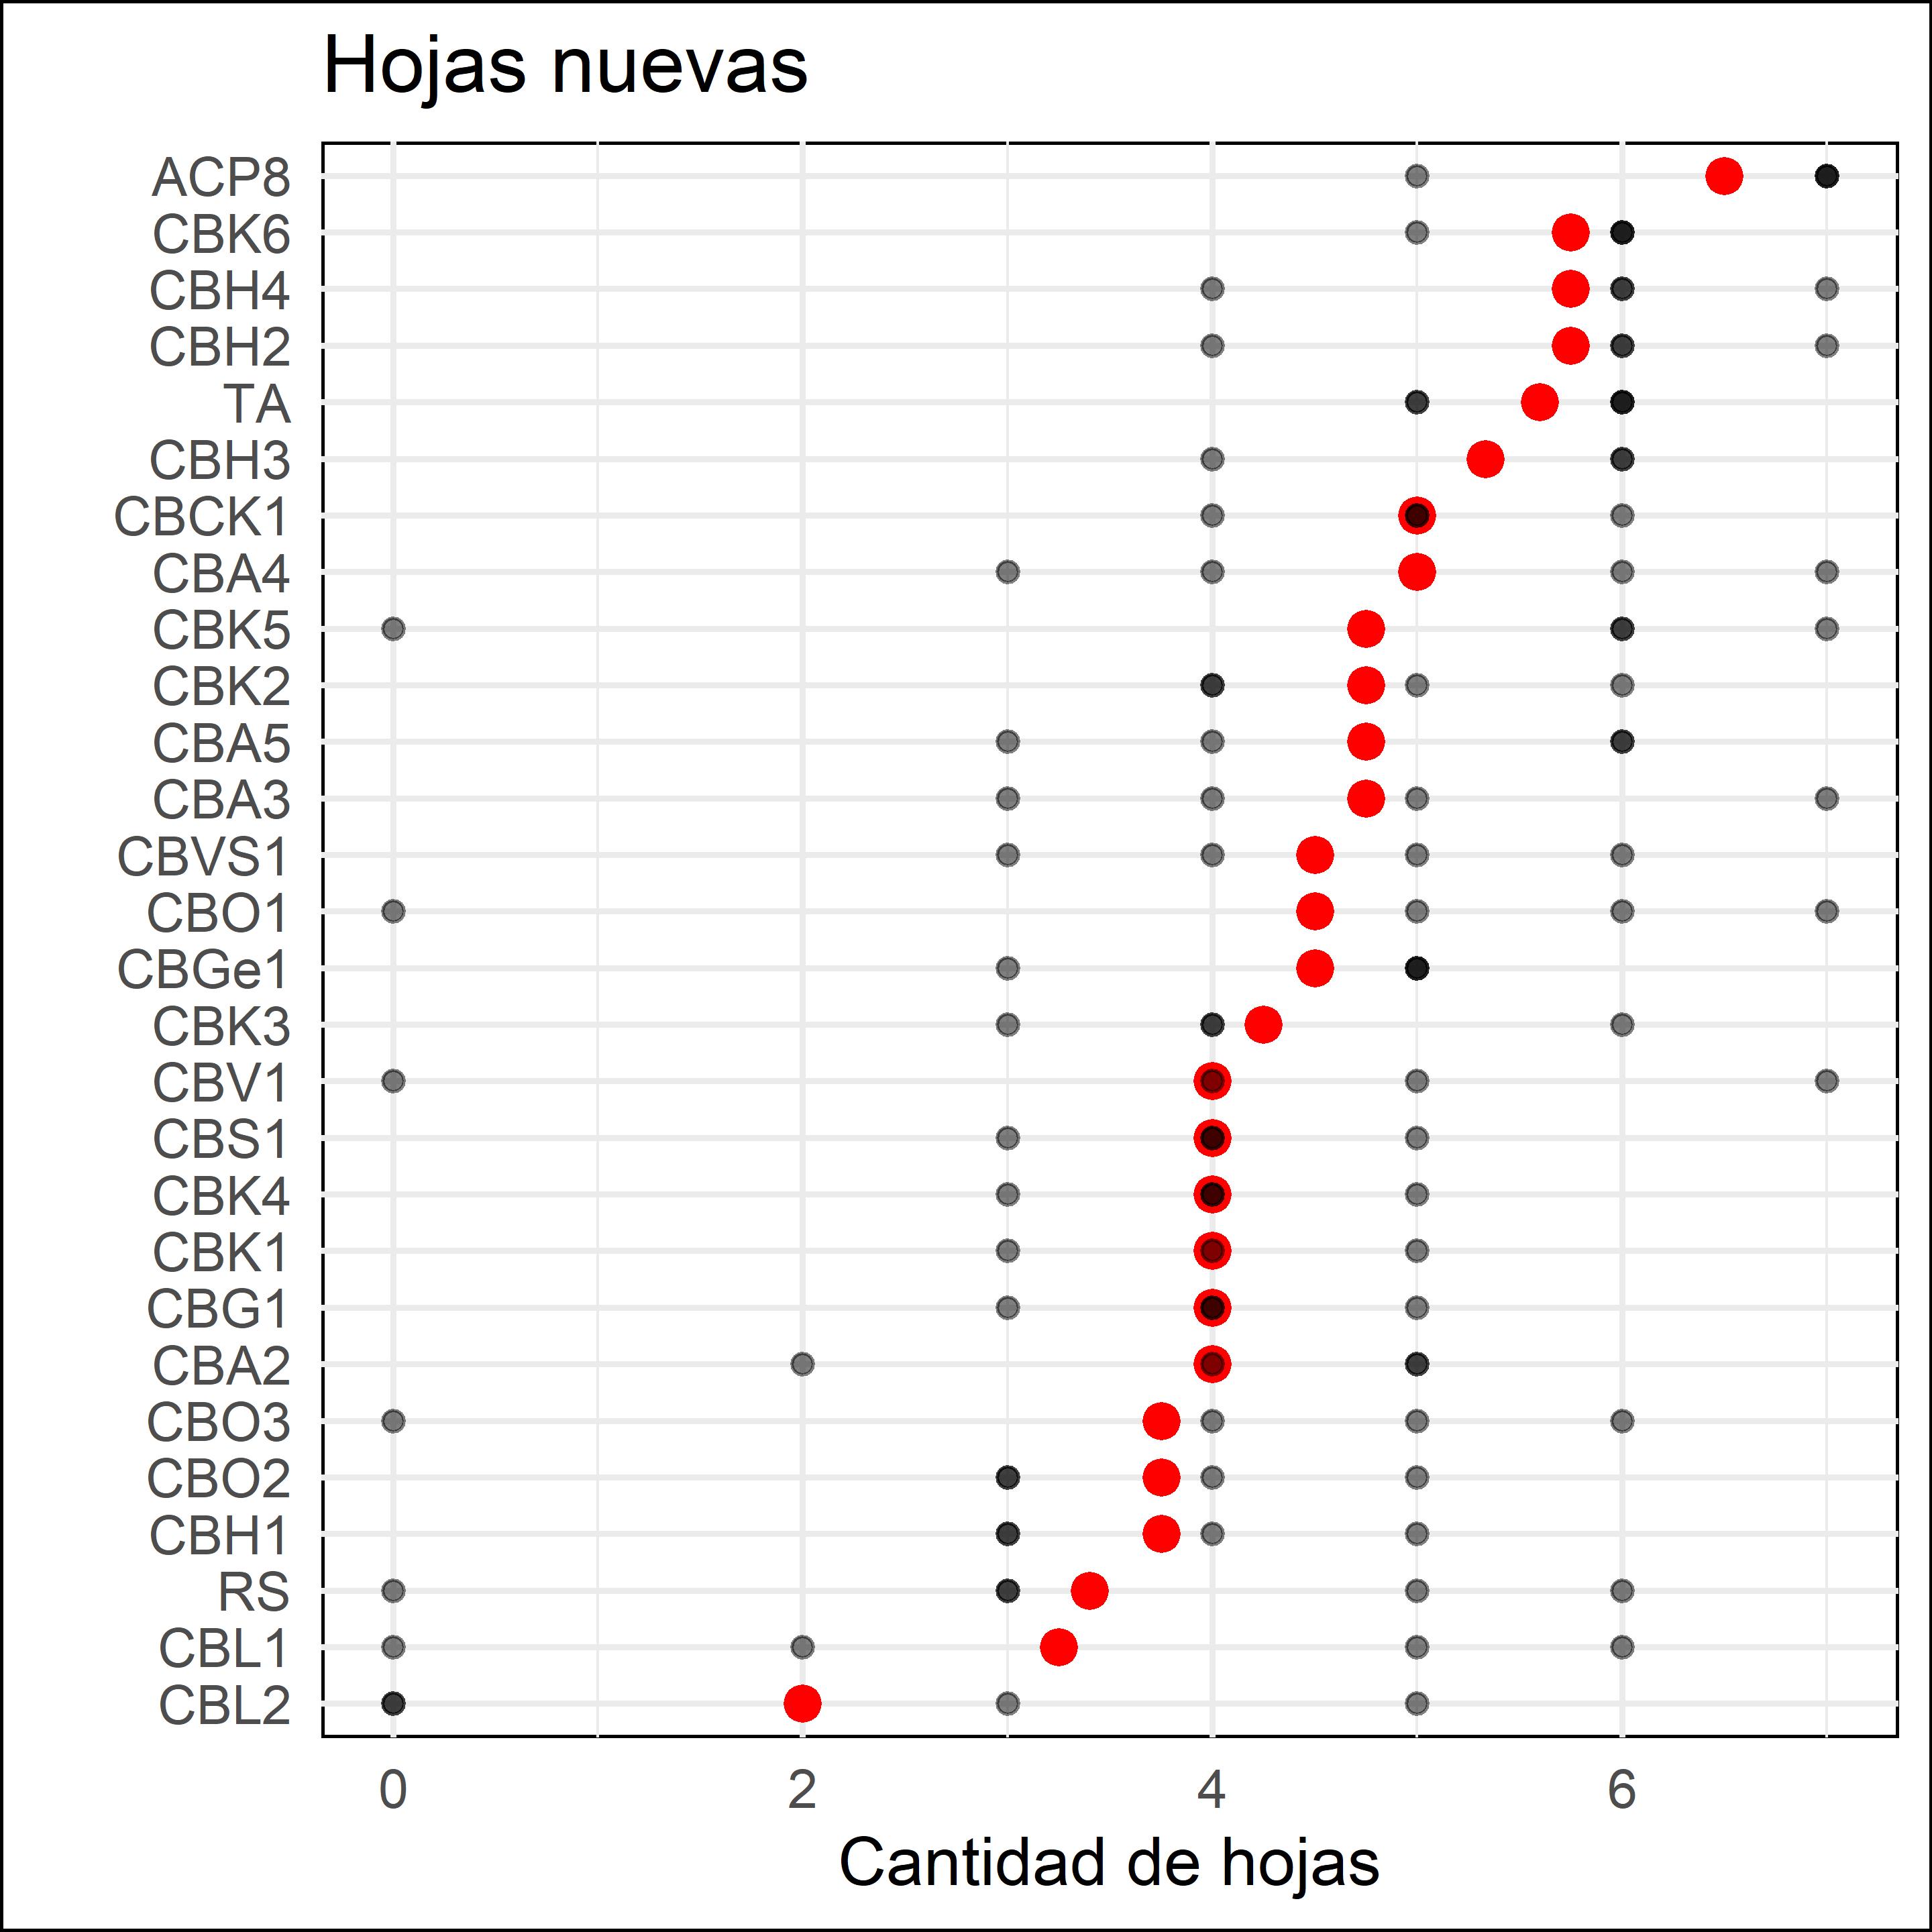 Hojas nuevas
ACP8
CBK6
CBH4
CBH2
TA
CBH3
CBCK1
CBA4
CBK5
CBK2
CBA5
CBA3
CBVS1
CBO1
CBGe1
CBK3
CBV1
CBS1
CBK4
CBK1
CBG1
CBA2
CBO3
CBO2
CBH1
RS
CBL1
CBL2
0 2 4 6
Cantidad de hojas